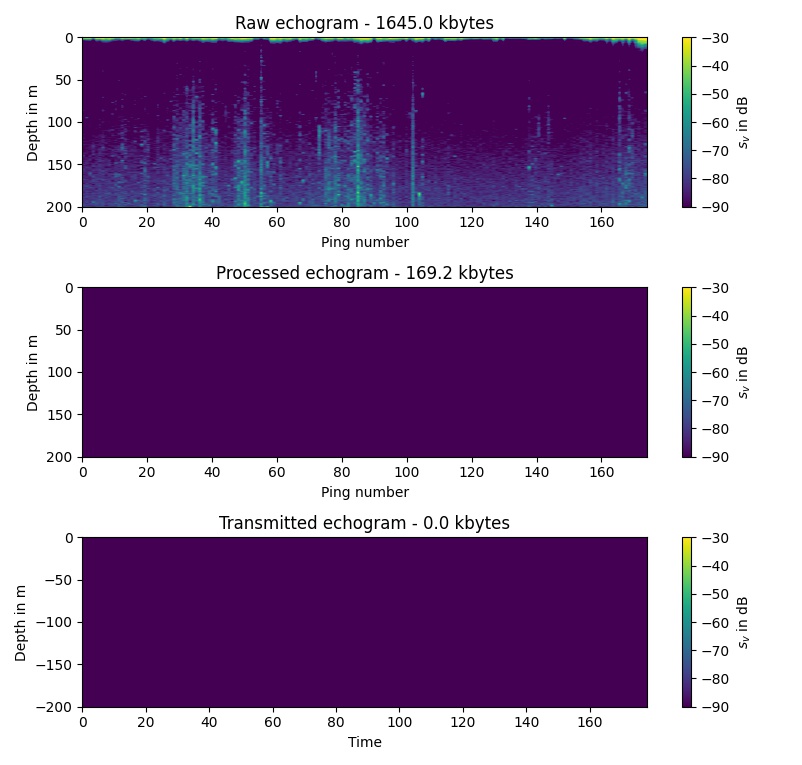 Raw echogram - 1645.0 kbytes
0
50
100
150
200
Depth in m
0 20 40 60 80 100 120 140 160
Ping number
−30
−40
−50
−60
−70
−80
−90
sv in dB
Processed echogram - 169.2 kbytes
0
50
100
150
200
Depth in m
0 20 40 60 80 100 120 140 160
Ping number
−30
−40
−50
−60
−70
−80
−90
sv in dB
Transmitted echogram - 0.0 kbytes
0
−50
−100
−150
−200
Depth in m
0 20 40 60 80 100 120 140 160
Time
−30
−40
−50
−60
−70
−80
−90
sv in dB